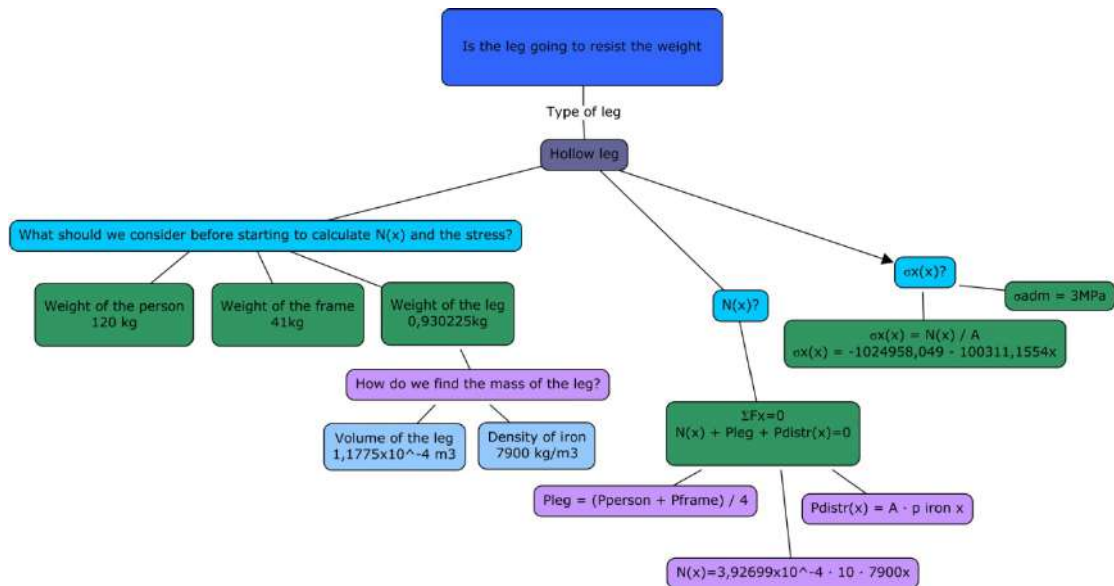 Is the leg going to resist the weight
Type of leg
Hollow leg
What should we consider before starting to calculate N(x) and the stress?
Weight of the person
120 kg
Weight of the frame
41kg
Weight of the leg
0,930225kg
How do we find the mass of the leg?
Volume of the leg
1,1775x10^-4 m3
Density of iron
7900 kg/m3
N(x)?
ΣFx=0
N(x) + Pleg + Pdistr(x)=0
Pleg = (Pperson + Pframe) / 4
Pdistr(x) = A · p iron x
N(x)=3,92699x10^-4 · 10 · 7900x
σx(x)?
σadm = 3MPa
σx(x) = N(x) / A
σx(x) = -1024958,049 - 100311,1554x